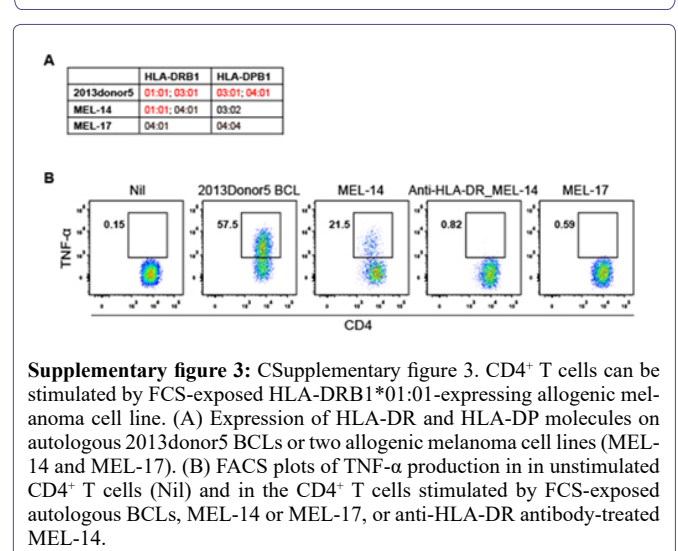 A
HLA-DRB1 HLA-DPB1
2013donor5 01:01; 03:01 03:01; 04:01
MEL-14 01:01; 04:01 03:02
MEL-17 04:01 04:04
B
Nil 2013Donor5 BCL MEL-14 Anti-HLA-DR_MEL-14 MEL-17
0.15 57.5 21.5 0.82 0.59
TNF-α
CD4
Supplementary figure 3: CSupplementary figure 3. CD4⁺ T cells can be
stimulated by FCS-exposed HLA-DRB1*01:01-expressing allogenic mel-
anoma cell line. (A) Expression of HLA-DR and HLA-DP molecules on
autologous 2013donor5 BCLs or two allogenic melanoma cell lines (MEL-
14 and MEL-17). (B) FACS plots of TNF-α production in in unstimulated
CD4⁺ T cells (Nil) and in the CD4⁺ T cells stimulated by FCS-exposed
autologous BCLs, MEL-14 or MEL-17, or anti-HLA-DR antibody-treated
MEL-14.